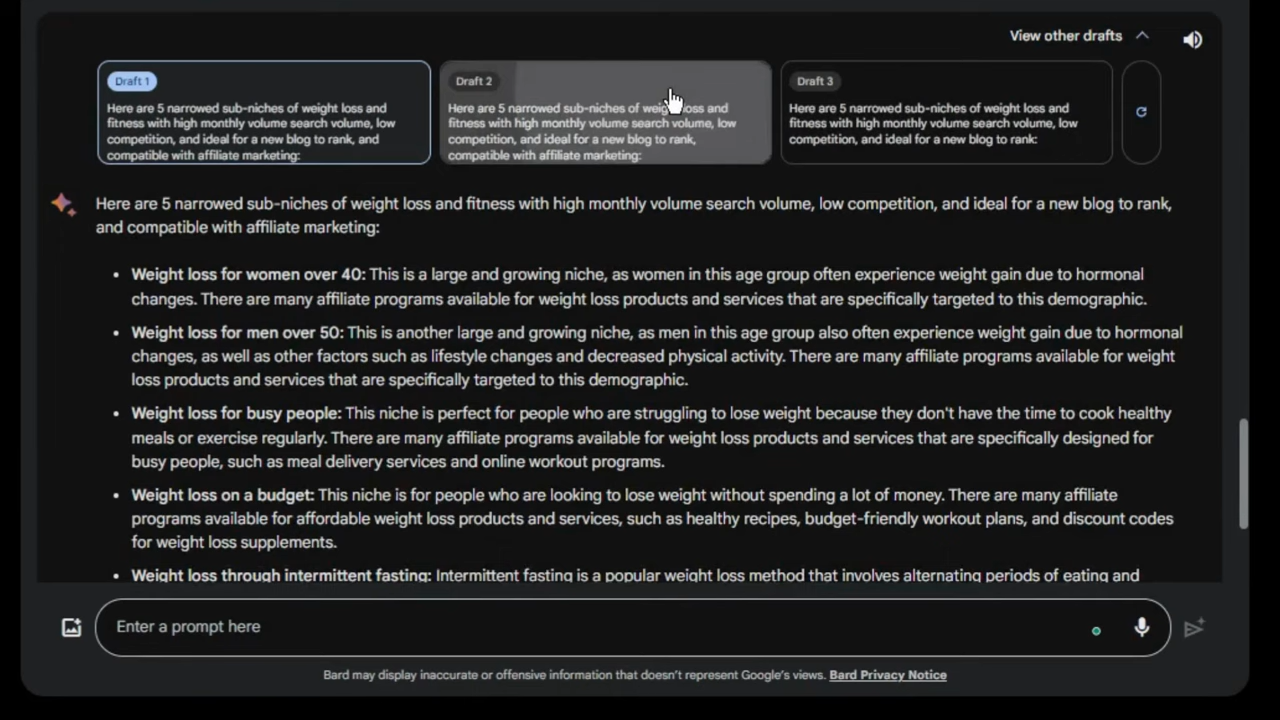 View other drafts
Draft 1
Here are 5 narrowed sub-niches of weight loss and
fitness with high monthly volume search volume, low
competition, and ideal for a new blog to rank, and
compatible with affiliate marketing:
Draft 2
Here are 5 narrowed sub-niches of weight loss and
fitness with high monthly volume search volume, low
competition, and ideal for a new blog to rank,
compatible with affiliate marketing:
Draft 3
Here are 5 narrowed sub-niches of weight loss and
fitness with high monthly volume search volume, low
competition, and ideal for a new blog to rank:
Here are 5 narrowed sub-niches of weight loss and fitness with high monthly volume search volume, low competition, and ideal for a new blog to rank,
and compatible with affiliate marketing:
• Weight loss for women over 40: This is a large and growing niche, as women in this age group often experience weight gain due to hormonal
changes. There are many affiliate programs available for weight loss products and services that are specifically targeted to this demographic.
• Weight loss for men over 50: This is another large and growing niche, as men in this age group also often experience weight gain due to hormonal
changes, as well as other factors such as lifestyle changes and decreased physical activity. There are many affiliate programs available for weight
loss products and services that are specifically targeted to this demographic.
• Weight loss for busy people: This niche is perfect for people who are struggling to lose weight because they don't have the time to cook healthy
meals or exercise regularly. There are many affiliate programs available for weight loss products and services that are specifically designed for
busy people, such as meal delivery services and online workout programs.
• Weight loss on a budget: This niche is for people who are looking to lose weight without spending a lot of money. There are many affiliate
programs available for affordable weight loss products and services, such as healthy recipes, budget-friendly workout plans, and discount codes
for weight loss supplements.
• Weight loss through intermittent fasting: Intermittent fasting is a popular weight loss method that involves alternating periods of eating and
Enter a prompt here
Bard may display inaccurate or offensive information that doesn't represent Google's views. Bard Privacy Notice